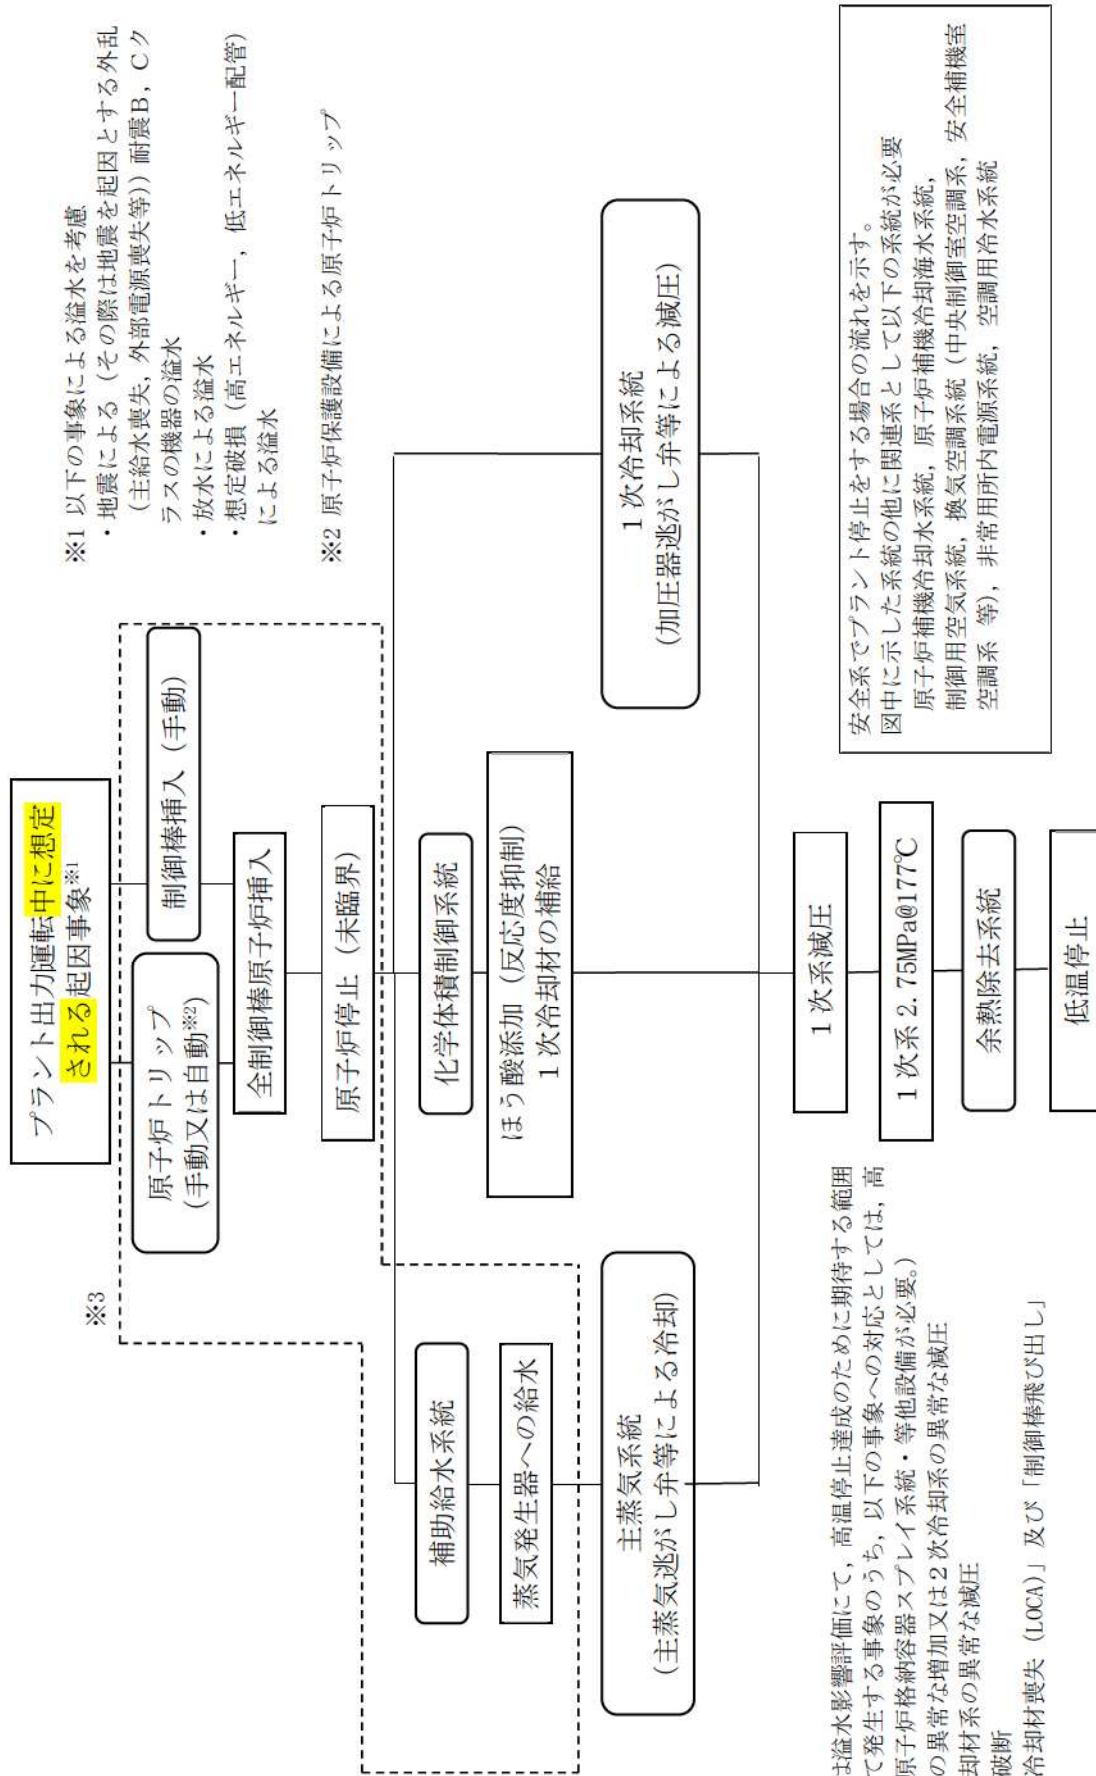 プラント出力運転中に想定
される起因事象※1
※3
原子炉トリップ
(手動又は自動※2)
制御棒挿入（手動）
全制御棒原子炉挿入
原子炉停止（未臨界）
補助給水系統
蒸気発生器への給水
主蒸気系統
(主蒸気逃がし弁等による冷却)
化学体積制御系統
ほう酸添加（反応度抑制）
１次冷却材の補給
１次冷却系統
(加圧器逃がし弁等による減圧)
１次系減圧
１次系 2.75MPa@177℃
余熱除去系統
低温停止
※1 以下の事象による溢水を考慮
・地震による（その際は地震を起因とする外乱
（主給水喪失，外部電源喪失等））耐震Ｂ，Ｃク
ラスの機器の溢水
・放水による溢水
・想定破損（高エネルギー，低エネルギー配管）
による溢水
※2 原子炉保護設備による原子炉トリップ
は溢水影響評価にて，高温停止達成のために期待する範囲
て発生する事象のうち，以下の事象への対応としては，高
原子炉格納容器スプレイ系統・等他設備が必要。）
の異常な増加又は２次冷却系の異常な減圧
却材系の異常な減圧
破断
冷却材喪失（LOCA）」及び「制御棒飛び出し」
安全系でプラント停止をする場合の流れを示す。
図中に示した系統の他に関連系として以下の系統が必要
原子炉補機冷却水系統，原子炉補機冷却海水系統，
制御用空気系統，換気空調系統（中央制御室空調系，安全補機室
空調系 等），非常用所内電源系統，空調用冷水系統